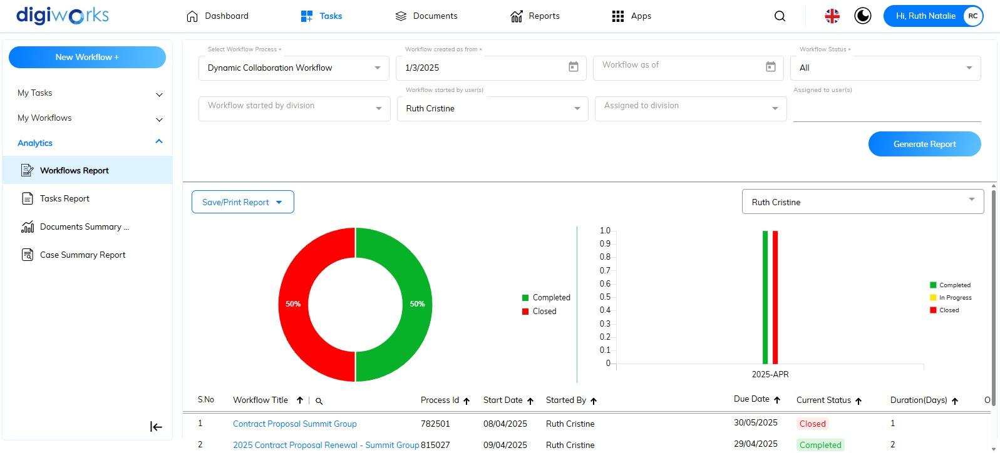 digiworks
Dashboard
Tasks
Documents
Reports
Apps
Hi, Ruth Natalie
RC
New Workflow +
My Tasks
My Workflows
Analytics
Workflows Report
Tasks Report
Documents Summary ...
Case Summary Report
Select Workflow Process *
Dynamic Collaboration Workflow
Workflow created as from *
1/3/2025
Workflow as of
Workflow Status *
All
Workflow started by division
Workflow started by user(s)
Ruth Cristine
Assigned to division
Assigned to user(s)
Generate Report
Save/Print Report
Ruth Cristine
50%
50%
Completed
Closed
1.0
0.9
0.8
0.7
0.6
0.5
0.4
0.3
0.2
0.1
0
2025-APR
Completed
In Progress
Closed
S.No Workflow Title Process Id Start Date Started By Due Date Current Status Duration(Days) O
1 Contract Proposal Summit Group 782501 08/04/2025 Ruth Cristine 30/05/2025 Closed 1
2 2025 Contract Proposal Renewal - Summit Group 815027 09/04/2025 Ruth Cristine 29/04/2025 Completed 2